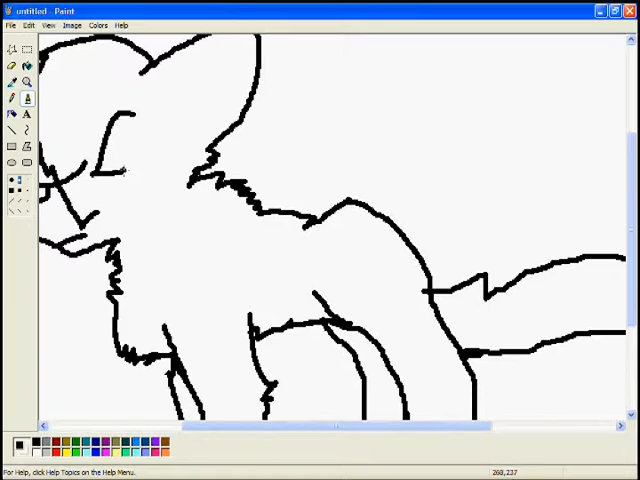 untitled - Paint
File Edit View Image Colors Help
A
For Help, click Help Topics on the Help Menu.
268,237